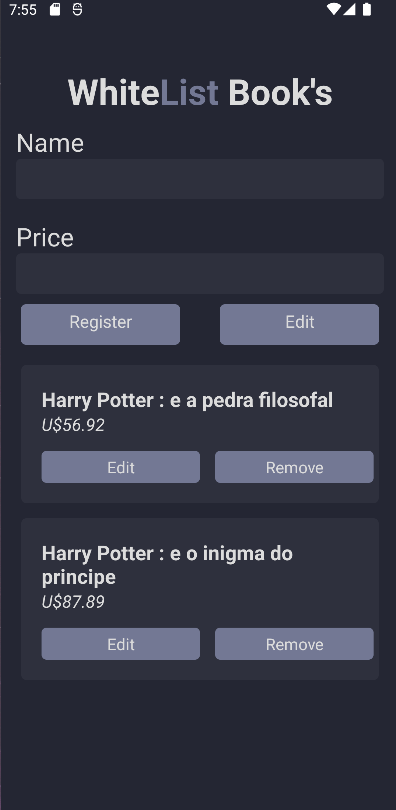 7:55
WhiteList Book's
Name
Price
Register Edit
Harry Potter : e a pedra filosofal
U$56.92
Edit Remove
Harry Potter : e o inigma do
principe
U$87.89
Edit Remove